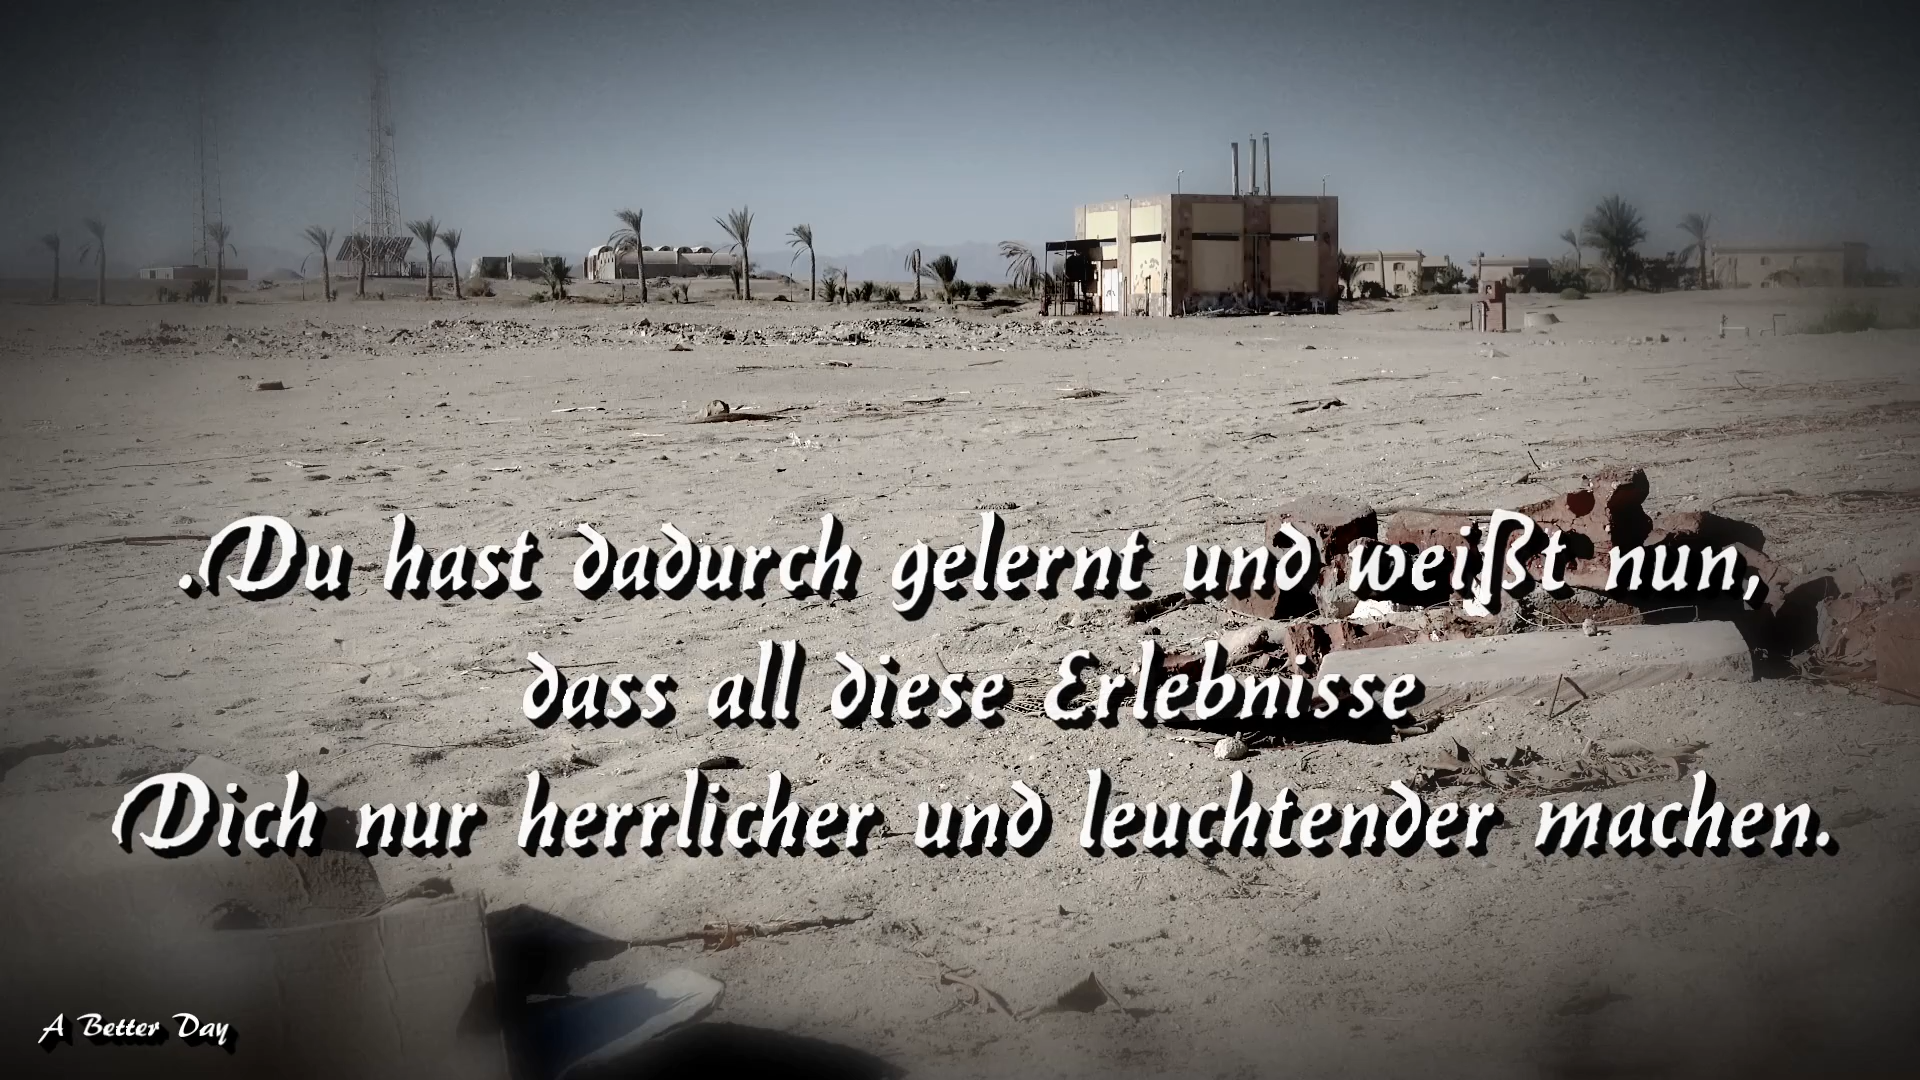 .Du hast dadurch gelernt und weißt nun,
dass all diese Erlebnisse
Dich nur herrlicher und leuchtender machen.
A Better Day